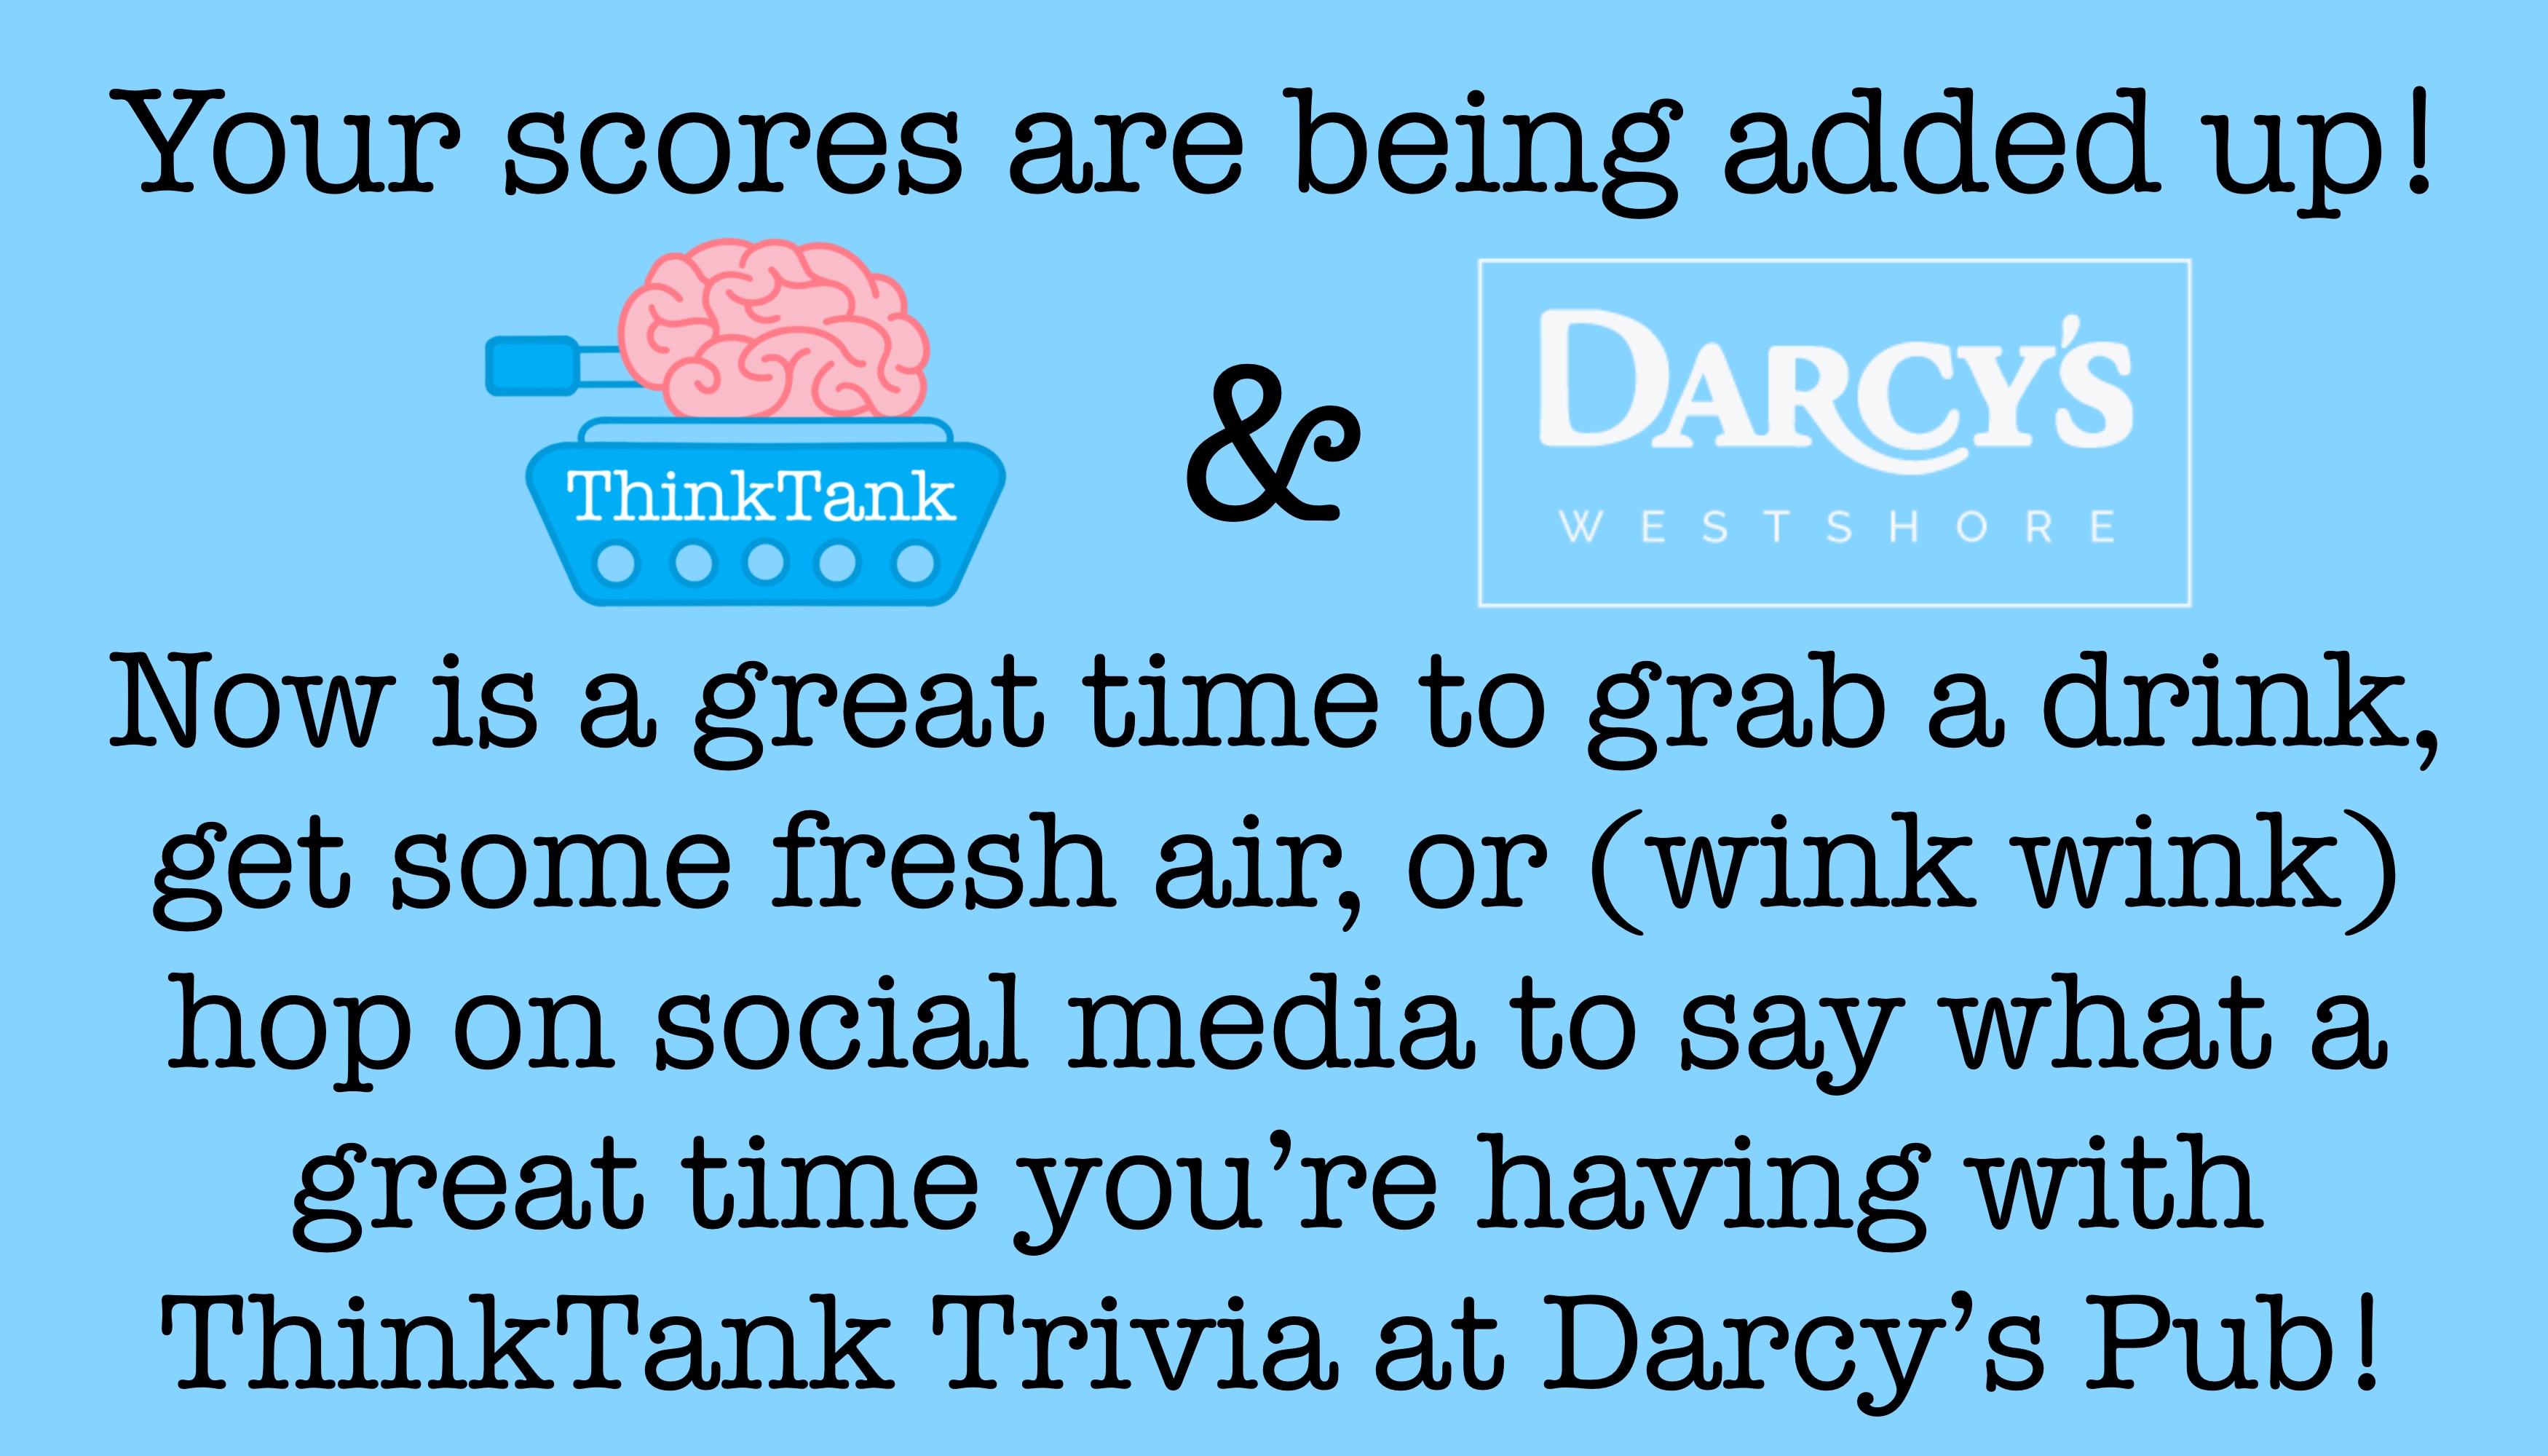 Your scores are being added up!
ThinkTank
&
DARCY'S
WESTSHORE
Now is a great time to grab a drink,
get some fresh air, or (wink wink)
hop on social media to say what a
great time you’re having with
ThinkTank Trivia at Darcy’s Pub!